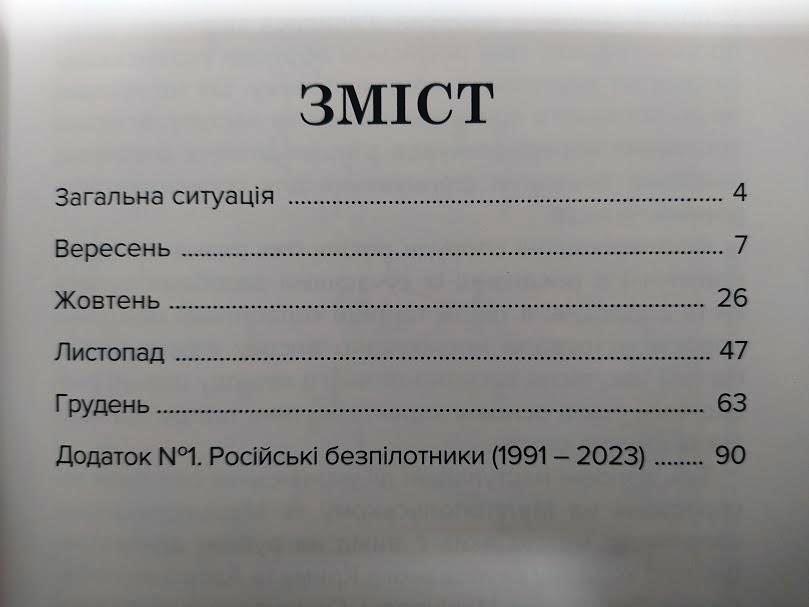 ЗМІСТ
Загальна ситуація ........ 4
Вересень ........ 7
Жовтень ........ 26
Листопад ........ 47
Грудень ........ 63
Додаток №1. Російські безпілотники (1991 – 2023) ........ 90